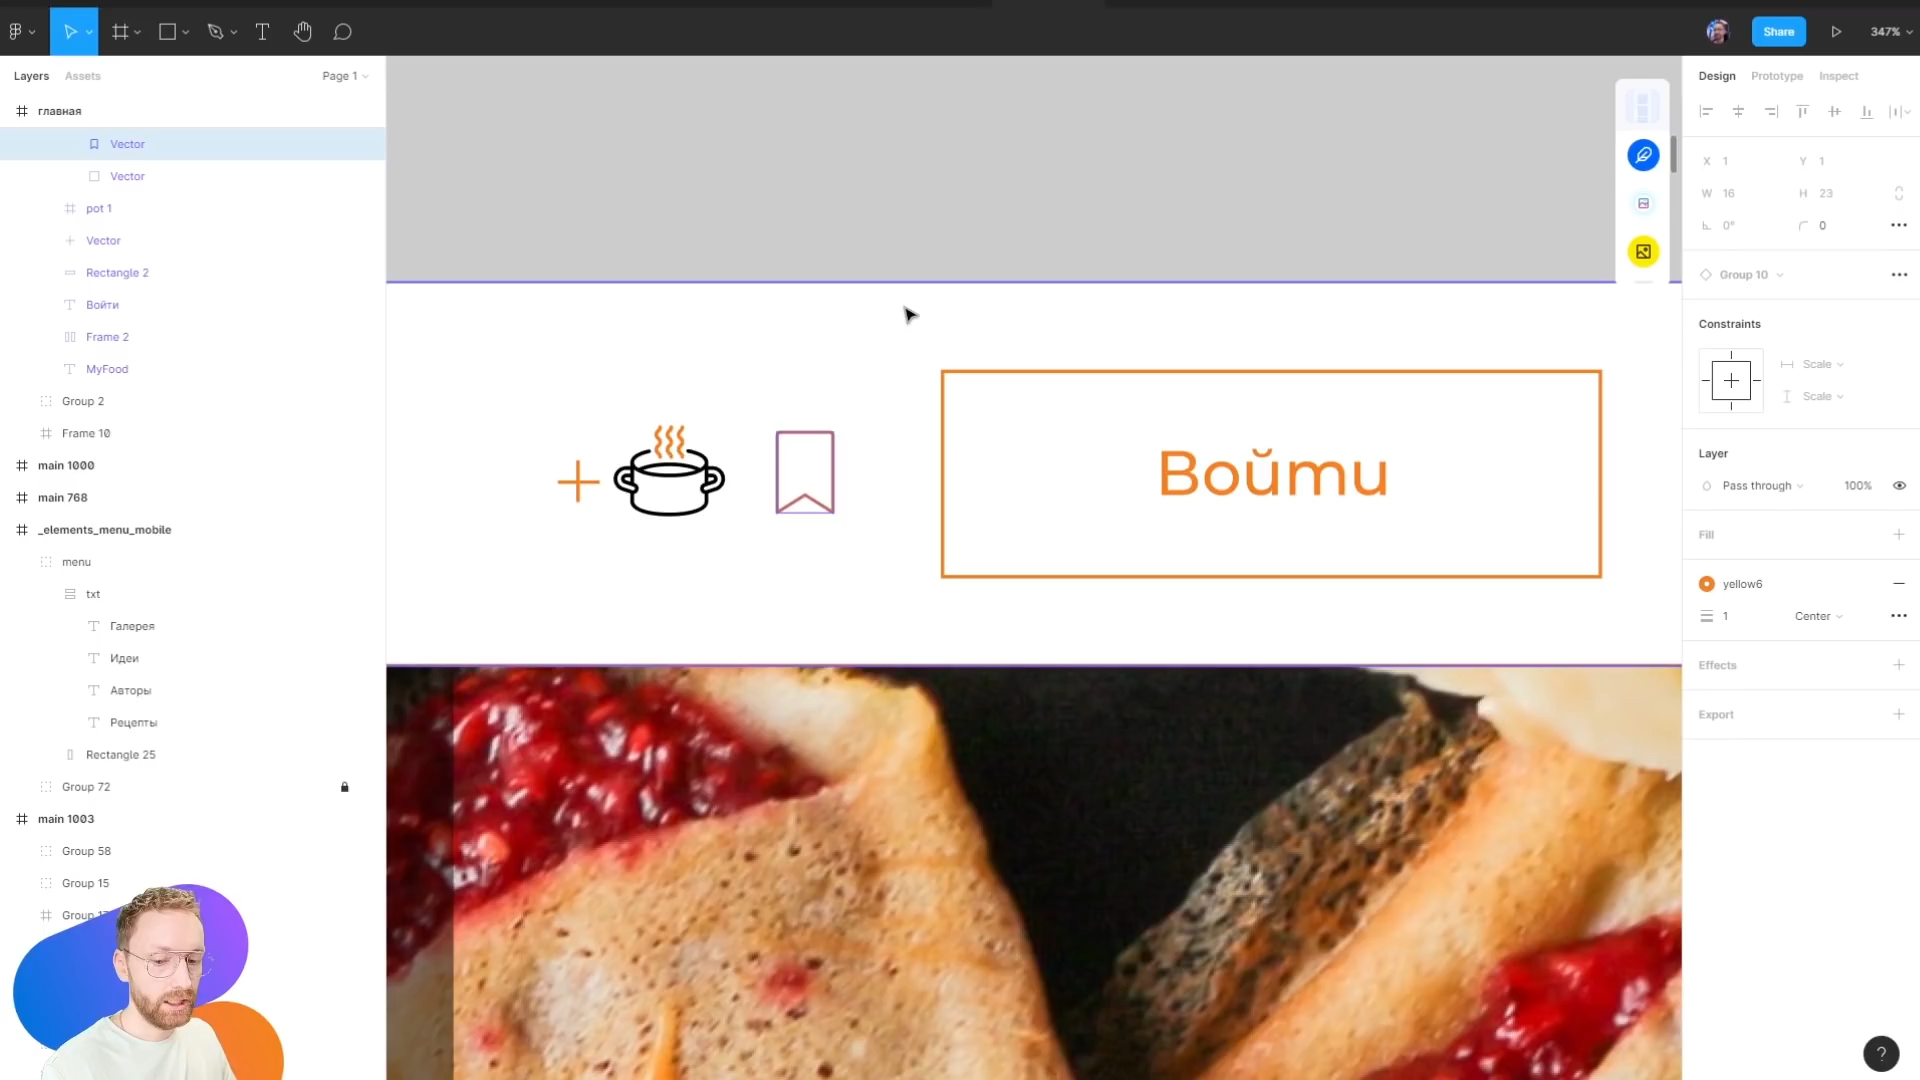 Share
347%
Layers
Assets
Page 1
главная
Vector
Vector
pot 1
Vector
Rectangle 2
Войти
Frame 2
MyFood
Group 2
Frame 10
main 1000
main 768
_elements_menu_mobile
menu
txt
Галерея
Идеи
Авторы
Рецепты
Rectangle 25
Group 72
main 1003
Group 58
Group 15
Войти
Design
Prototype
Inspect
X 1
Y 1
W 16
H 23
0°
0
Group 10
Constraints
Scale
Scale
Layer
Pass through
100%
Fill
yellow6
1
Center
Effects
Export
?